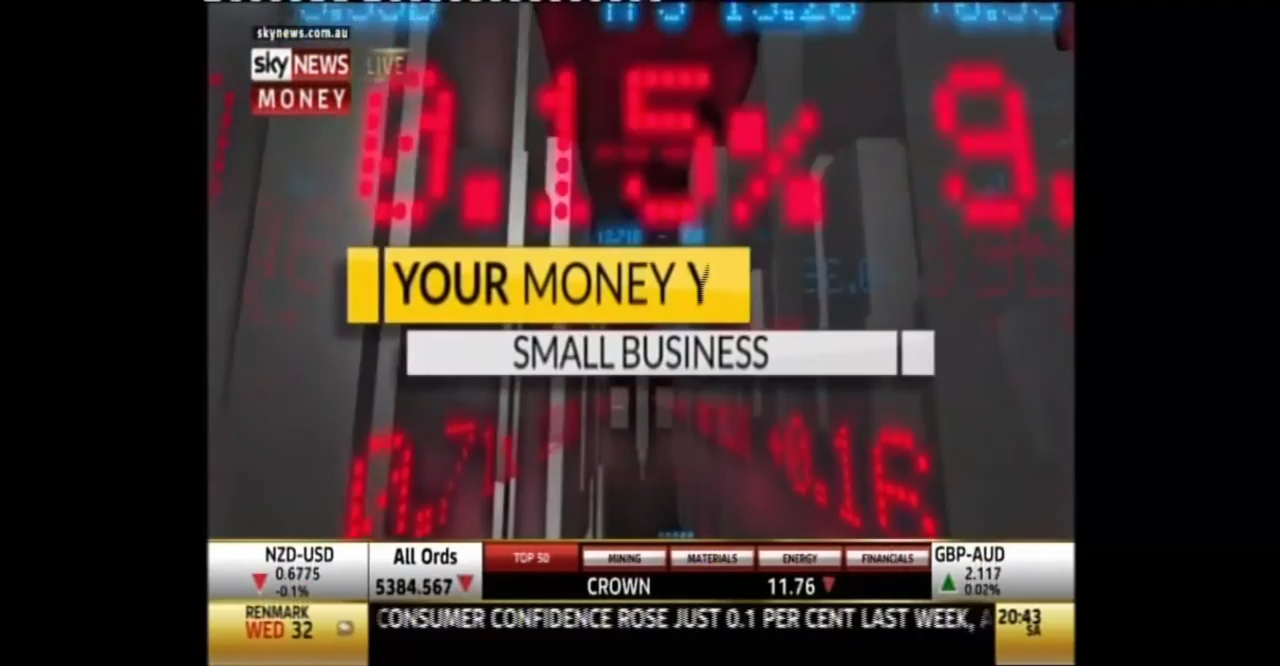 skynews.com.au
sky NEWS LIVE
MONEY
0.15% 9.
YOUR MONEY Y
SMALL BUSINESS
NZD-USD
0.6775
-0.1%
All Ords
5384.567
TOP 50 MINING MATERIALS ENERGY FINANCIALS
CROWN 11.76
GBP-AUD
2.117
0.02%
RENMARK
WED 32
CONSUMER CONFIDENCE ROSE JUST 0.1 PER CENT LAST WEEK,
20:43
SA